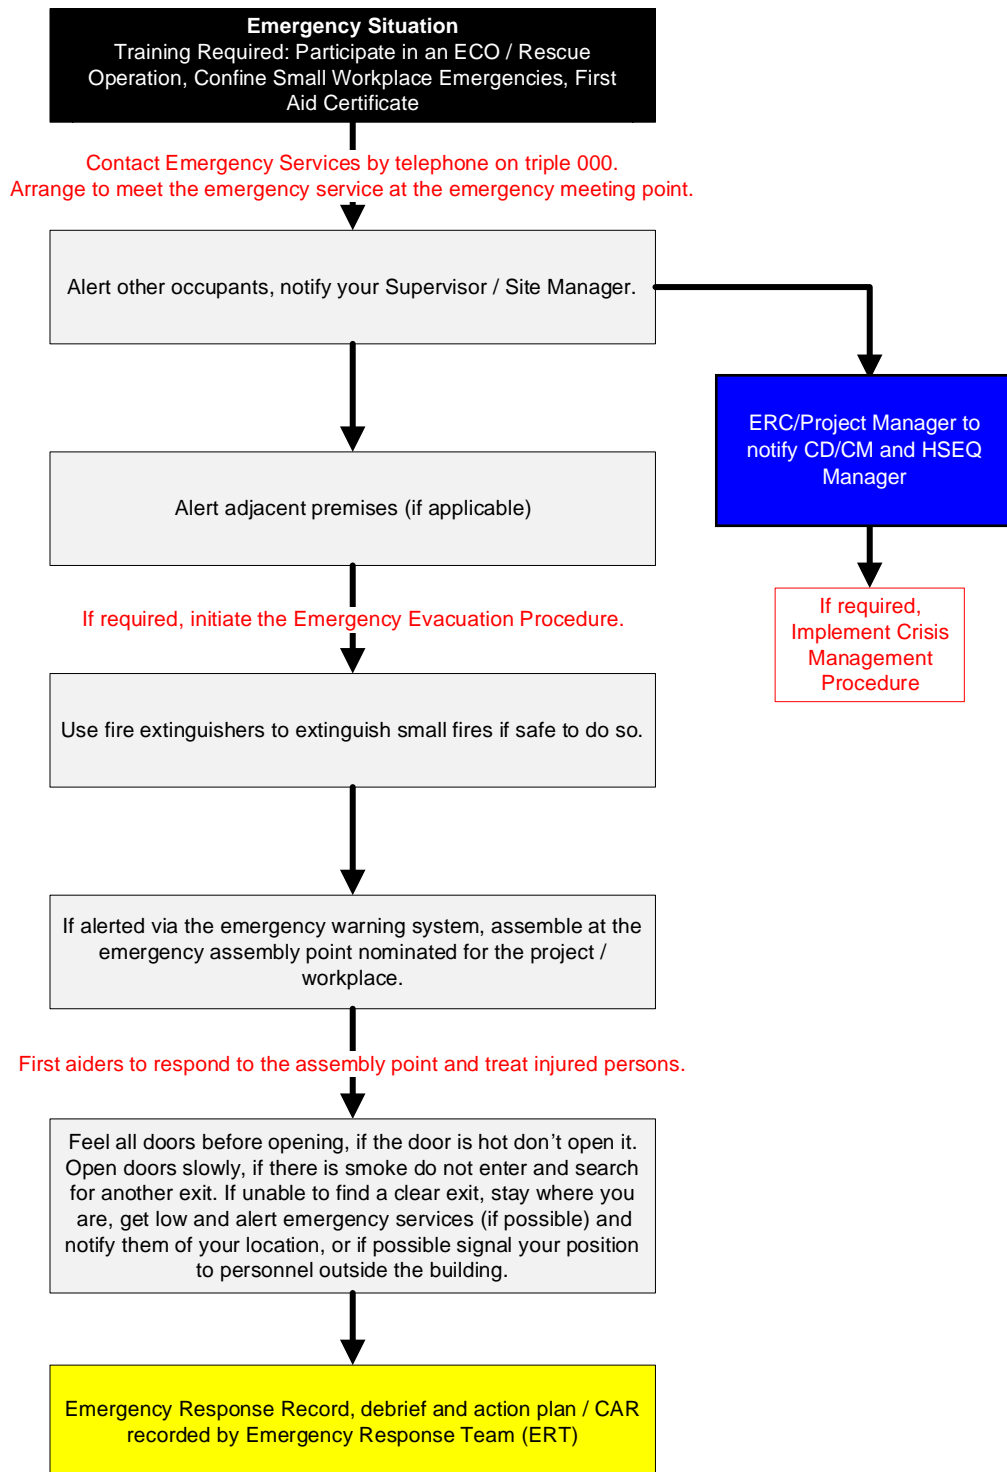 Emergency Situation
Training Required: Participate in an ECO / Rescue
Operation, Confine Small Workplace Emergencies, First
Aid Certificate
Contact Emergency Services by telephone on triple 000.
Arrange to meet the emergency service at the emergency meeting point.
Alert other occupants, notify your Supervisor / Site Manager.
ERC/Project Manager to
notify CD/CM and HSEQ
Manager
Alert adjacent premises (if applicable)
If required, initiate the Emergency Evacuation Procedure.
If required,
Implement Crisis
Management
Procedure
Use fire extinguishers to extinguish small fires if safe to do so.
If alerted via the emergency warning system, assemble at the
emergency assembly point nominated for the project /
workplace.
First aiders to respond to the assembly point and treat injured persons.
Feel all doors before opening, if the door is hot don’t open it.
Open doors slowly, if there is smoke do not enter and search
for another exit. If unable to find a clear exit, stay where you
are, get low and alert emergency services (if possible) and
notify them of your location, or if possible signal your position
to personnel outside the building.
Emergency Response Record, debrief and action plan / CAR
recorded by Emergency Response Team (ERT)